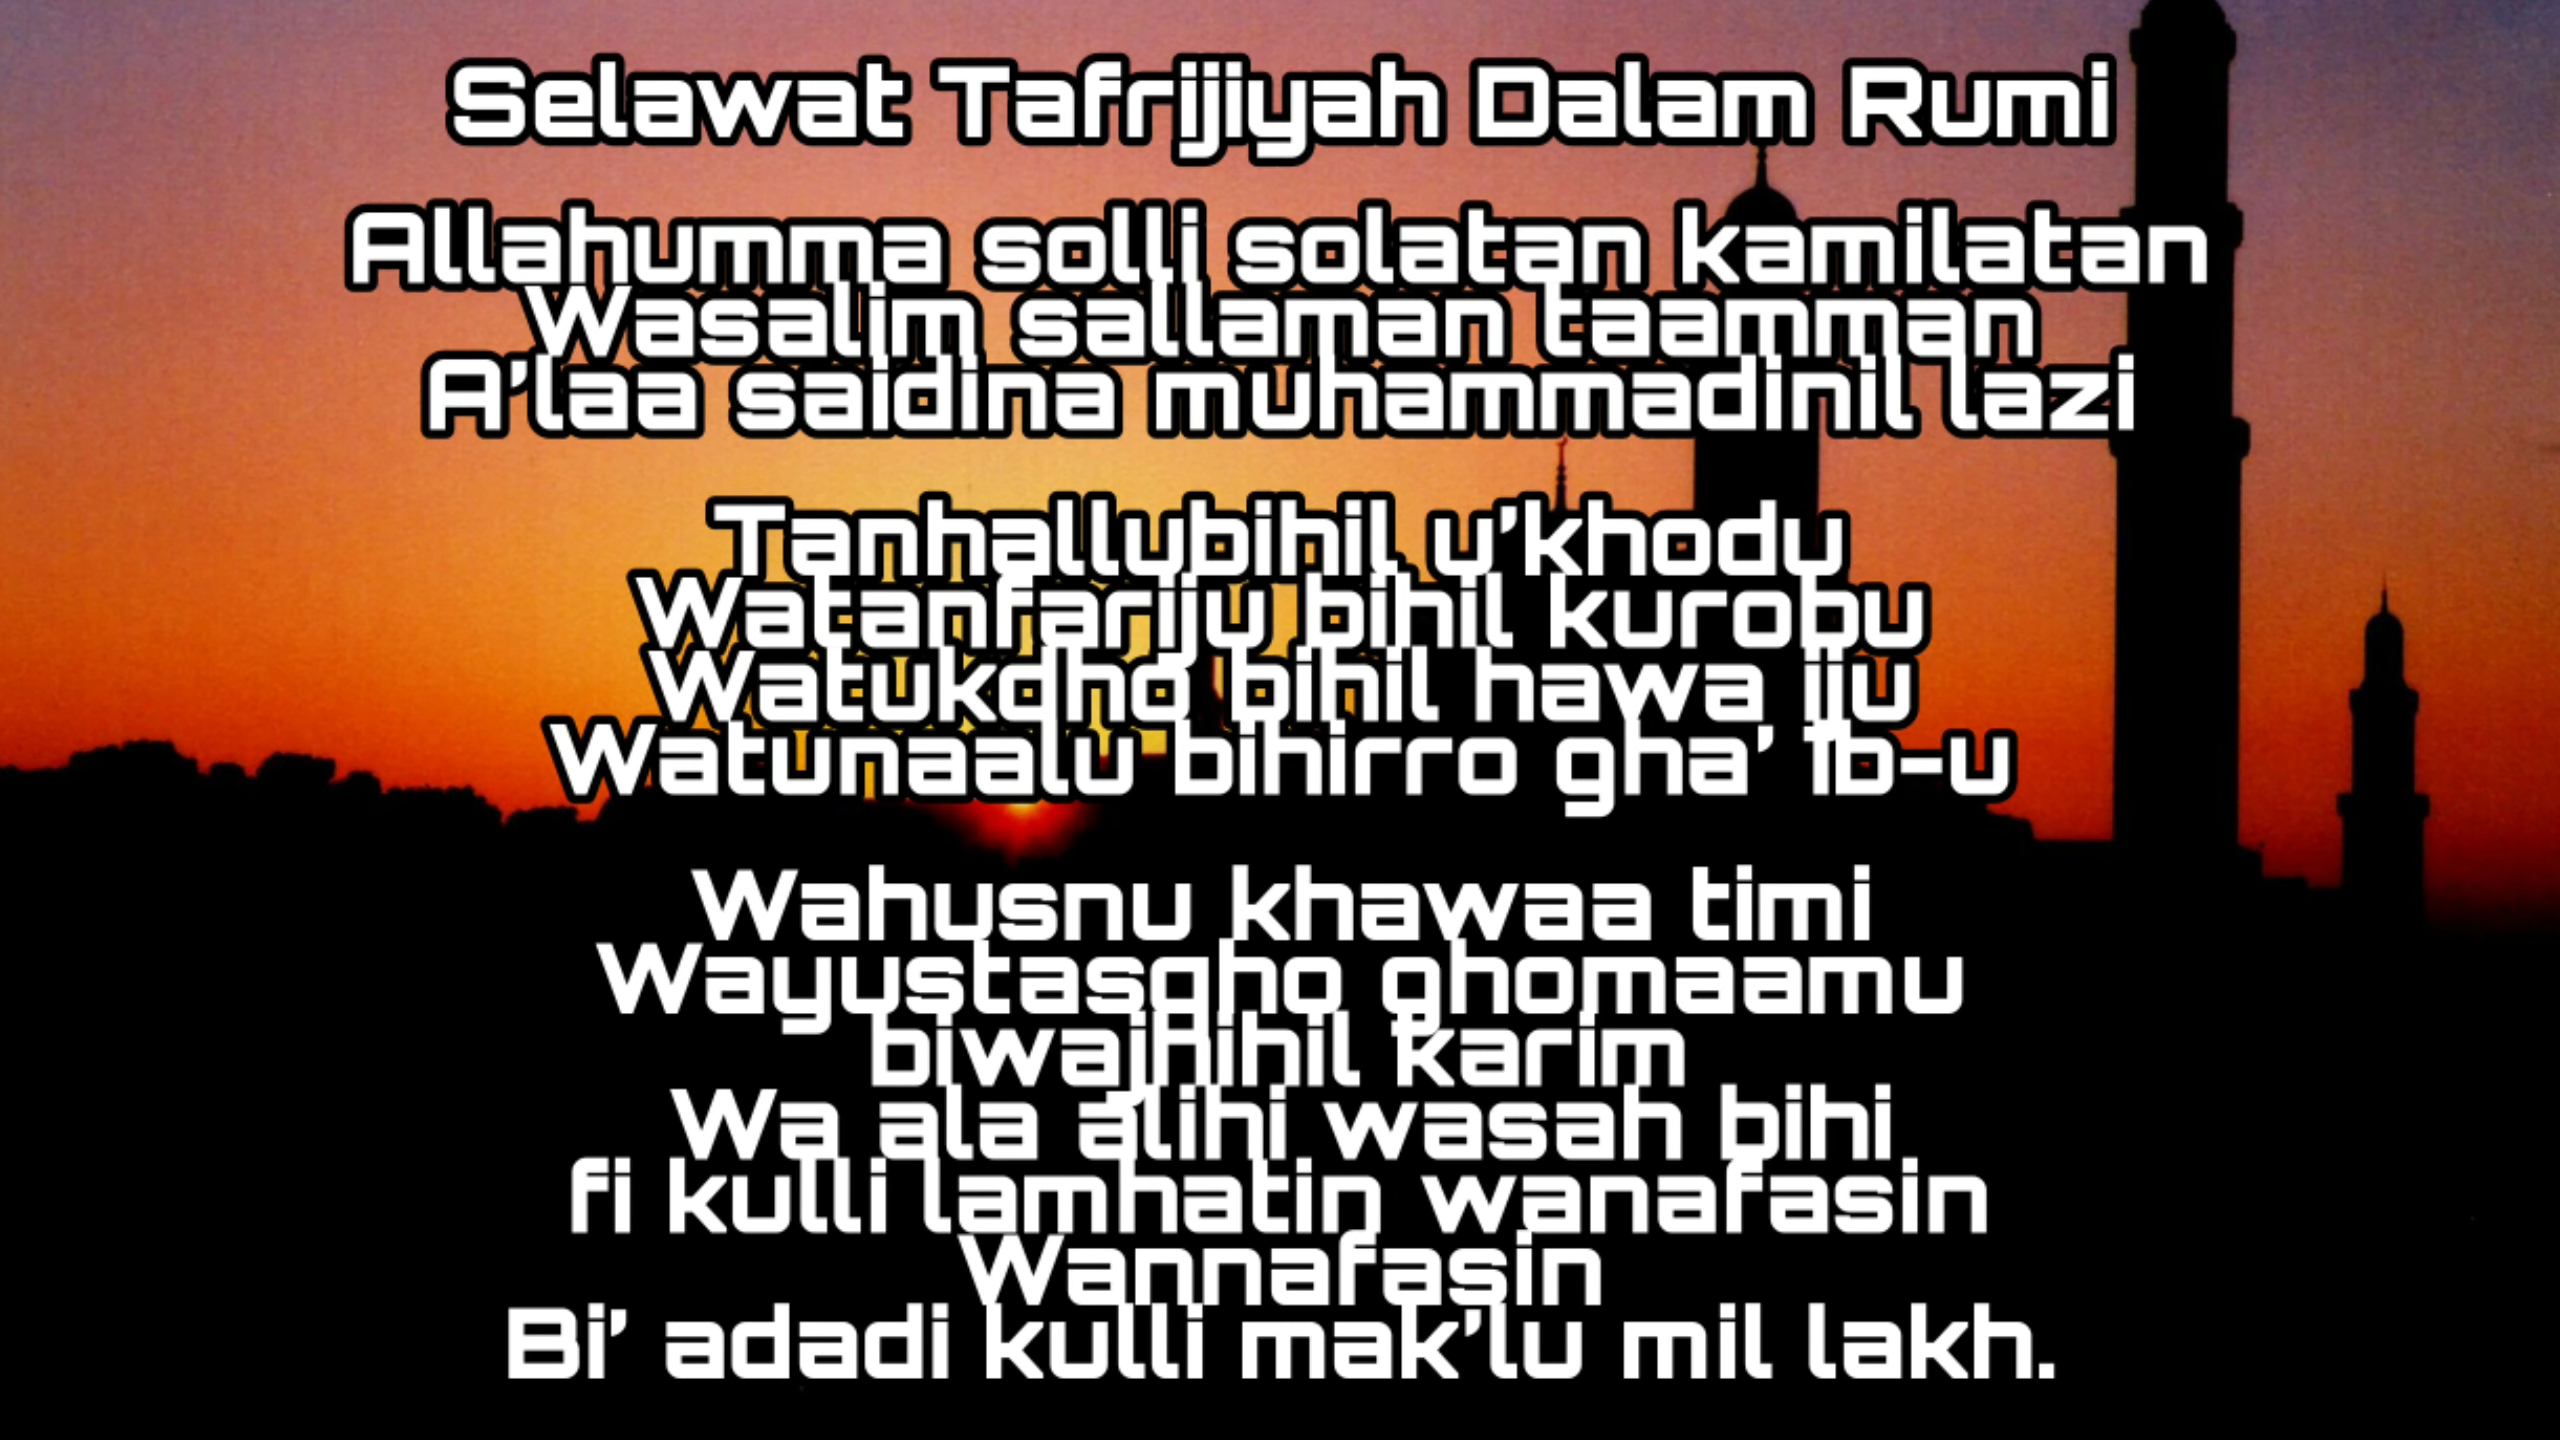 Selawat Tafrijiyah Dalam Rumi
Allahumma solli solatan kamilatan
Wasalim sallaman taamman
A'laa saidina muhammadinil lazi
Tanhallubihil u'khodu
Watanfariju bihil kurobu
Watukdho bihil hawa iju
Watunaalu bihirro gha' ib-u
Wahusnu khawaa timi
Wayustasgho ghomaamu
biwajhihil karim
Wa ala alihi wasah bihi
fi kulli lamhatin wanafasin
Wannafasin
Bi' adadi kulli mak'lu mil lakh.